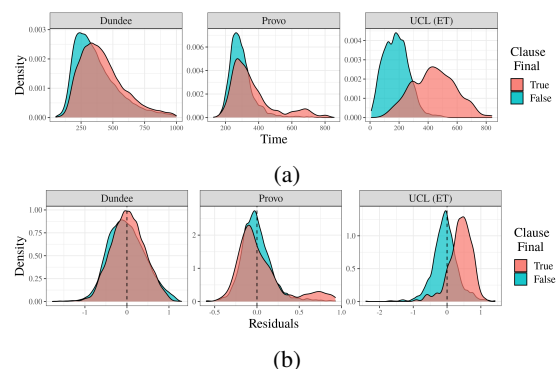 Dundee Provo UCL (ET)
Density
0.003
0.002
0.001
0.000
250 500 750 1000
0.006
0.004
0.002
0.000
200 400 600 800
0.004
0.003
0.002
0.001
0.000
0 200 400 600 800
Time
Clause
Final
True
False
(a)
Dundee Provo UCL (ET)
Density
1.00
0.75
0.50
0.25
0.00
-1 0 1
2
1
0
-0.5 0.0 0.5 1.0
1.0
0.5
0.0
-2 -1 0 1
Residuals
Clause
Final
True
False
(b)